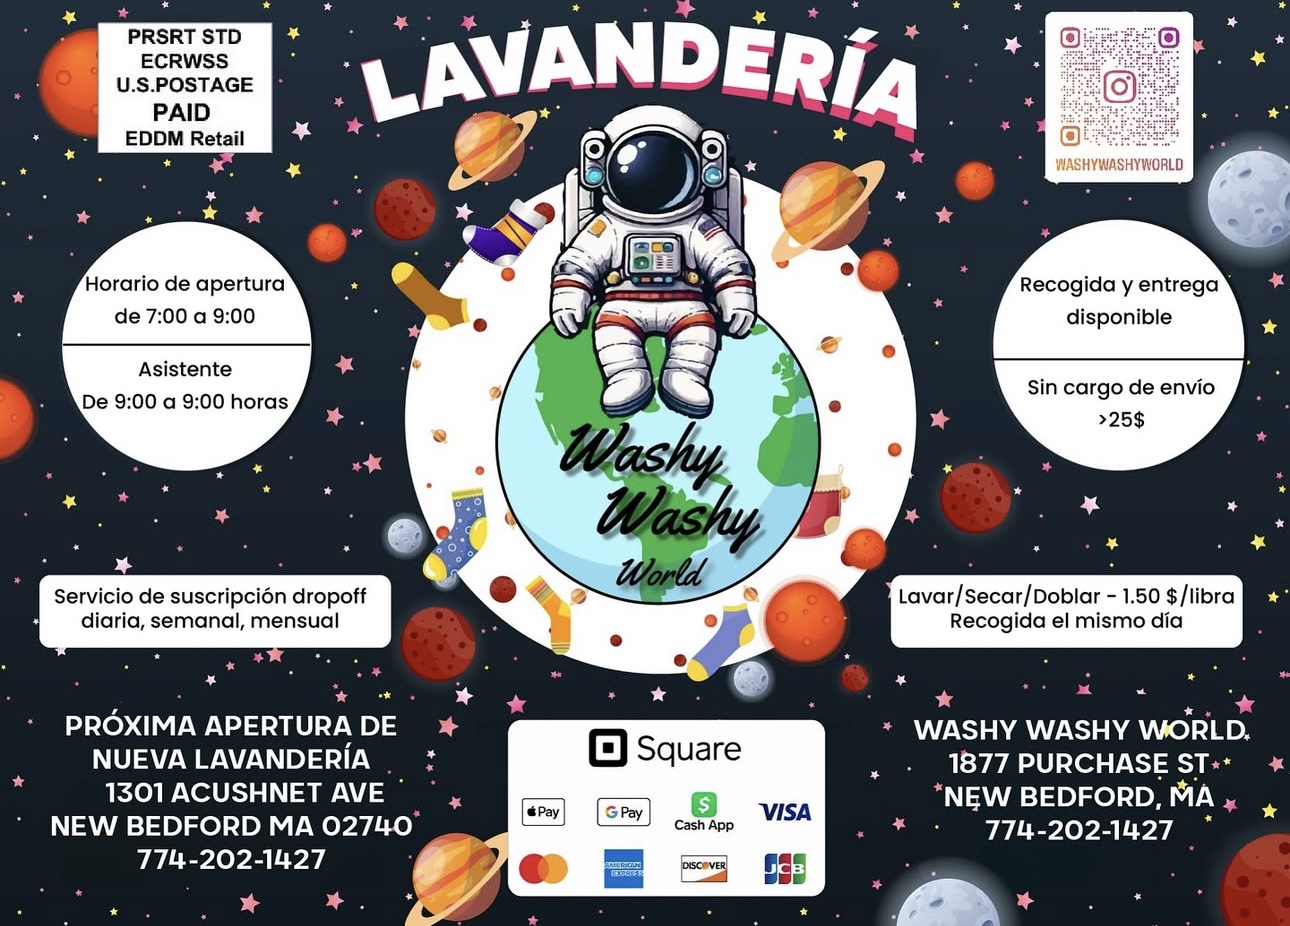 PRSRT STD
ECRWSS
U.S.POSTAGE
PAID
EDDM Retail
LAVANDERÍA
WASHYWASHYWORLD
Horario de apertura
de 7:00 a 9:00
Asistente
De 9:00 a 9:00 horas
Recogida y entrega
disponible
Sin cargo de envío
>25$
Washy
Washy
World
Servicio de suscripción dropoff
diaria, semanal, mensual
Lavar/Secar/Doblar - 1.50 $/libra
Recogida el mismo día
PRÓXIMA APERTURA DE
NUEVA LAVANDERÍA
1301 ACUSHNET AVE
NEW BEDFORD MA 02740
774-202-1427
Square
Pay
G Pay
$
Cash App
VISA
AMERICAN
EXPRESS
DISCOVER
JCB
WASHY WASHY WORLD
1877 PURCHASE ST
NEW BEDFORD, MA
774-202-1427